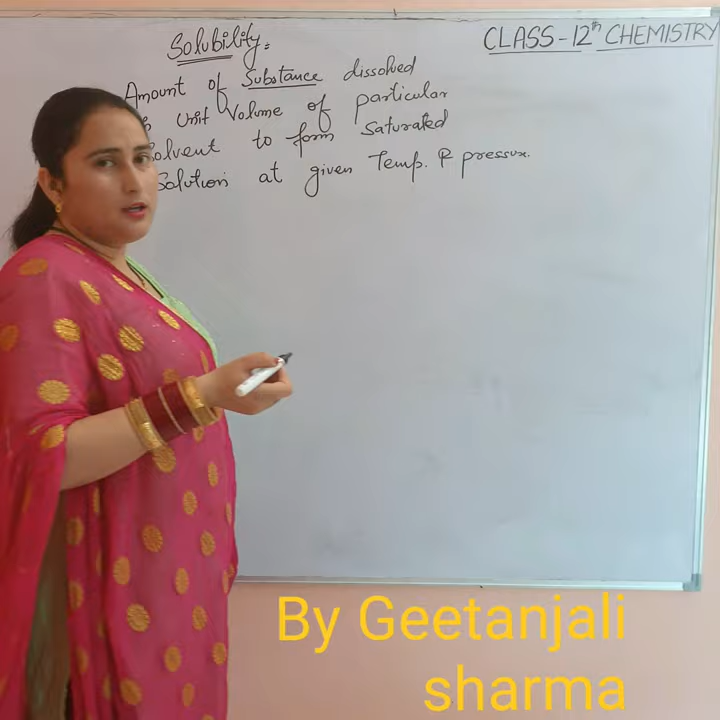 Solubility:
CLASS-12th CHEMISTRY
Amount of Substance dissolved
Unit Volume of particular
solvent to form Saturated
Solution at given Temp. & pressure.
By Geetanjali
sharma